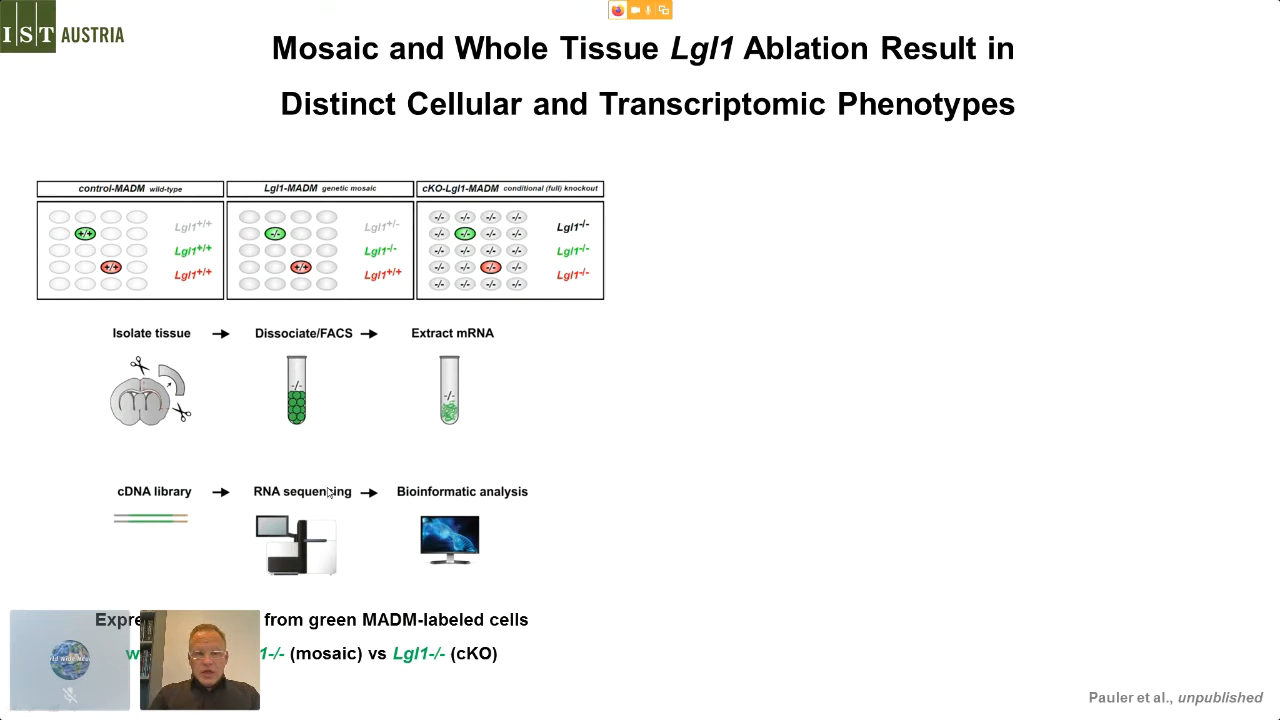 IST AUSTRIA
Mosaic and Whole Tissue Lgl1 Ablation Result in
Distinct Cellular and Transcriptomic Phenotypes
control-MADM wild-type
Lgl1-MADM genetic mosaic
cKO-Lgl1-MADM conditional (full) knockout
+/+
+/+
Lgl1+/+
Lgl1+/+
Lgl1+/+
-/-
+/+
Lgl1+/-
Lgl1-/-
Lgl1+/+
-/- -/- -/- -/-
-/- -/- -/- -/-
-/- -/- -/- -/-
-/- -/- -/- -/-
-/- -/- -/- -/-
Lgl1-/-
Lgl1-/-
Lgl1-/-
Isolate tissue
Dissociate/FACS
Extract mRNA
-/-
-/-
cDNA library
RNA sequencing
Bioinformatic analysis
from green MADM-labeled cells
1-/- (mosaic) vs Lgl1-/- (cKO)
Pauler et al., unpublished